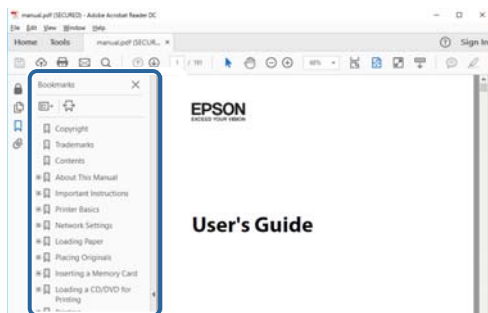 manual.pdf (SECURED) - Adobe Acrobat Reader DC
File Edit View Window Help
Home Tools manual.pdf (SECUR... × Sign In
1 / 191
Bookmarks
Copyright
Trademarks
Contents
About This Manual
Important Instructions
Printer Basics
Network Settings
Loading Paper
Placing Originals
Inserting a Memory Card
Loading a CD/DVD for
Printing
EPSON
EXCEED YOUR VISION
User's Guide